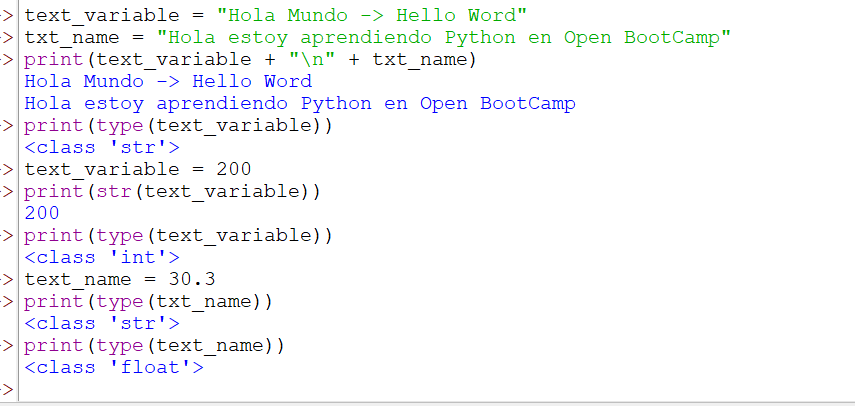 > text_variable = "Hola Mundo -> Hello Word"
> txt_name = "Hola estoy aprendiendo Python en Open BootCamp"
> print(text_variable + "\n" + txt_name)
Hola Mundo -> Hello Word
Hola estoy aprendiendo Python en Open BootCamp
> print(type(text_variable))
<class 'str'>
> text_variable = 200
> print(str(text_variable))
200
> print(type(text_variable))
<class 'int'>
> text_name = 30.3
> print(type(txt_name))
<class 'str'>
> print(type(text_name))
<class 'float'>
>